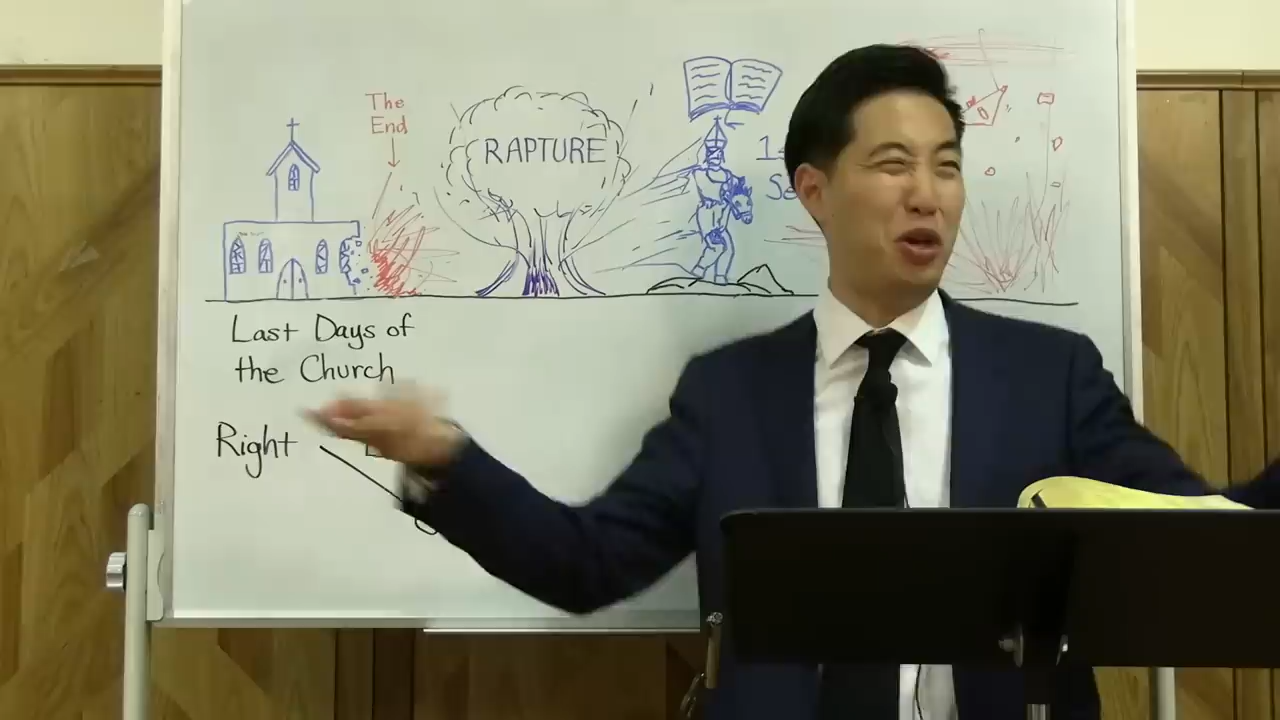 The
End
RAPTURE
Last Days of
the Church
Right